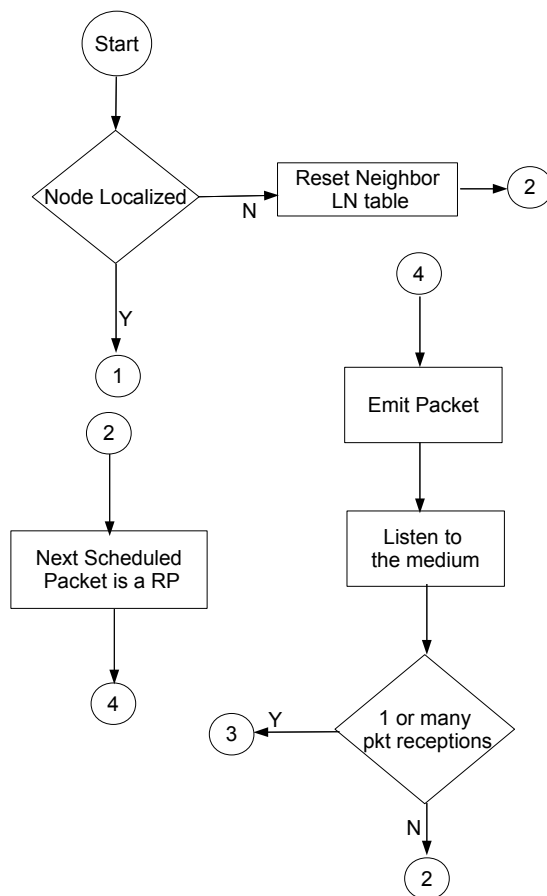 Start
Node Localized
N
Reset Neighbor
LN table
2
Y
1
4
Emit Packet
2
Next Scheduled
Packet is a RP
4
Listen to
the medium
1 or many
pkt receptions
Y
3
N
2